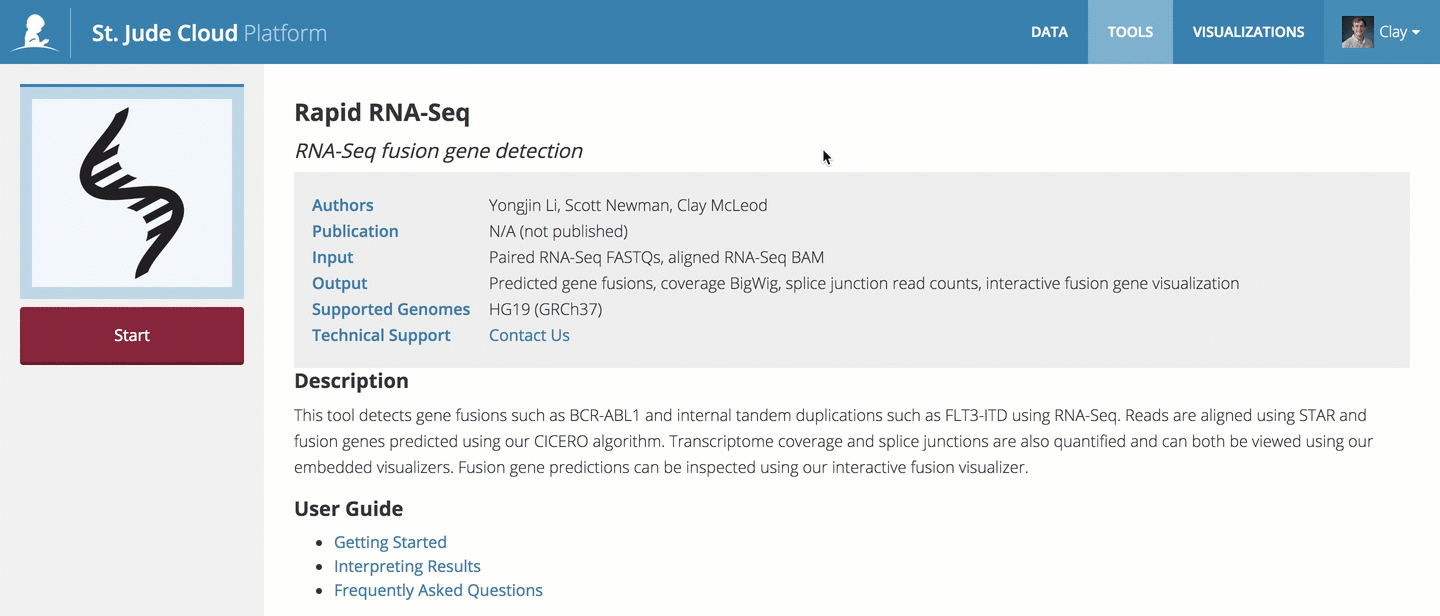 St. Jude Cloud Platform
DATA
TOOLS
VISUALIZATIONS
Clay
Start
Rapid RNA-Seq
RNA-Seq fusion gene detection
Authors Yongjin Li, Scott Newman, Clay McLeod
Publication N/A (not published)
Input Paired RNA-Seq FASTQs, aligned RNA-Seq BAM
Output Predicted gene fusions, coverage BigWig, splice junction read counts, interactive fusion gene visualization
Supported Genomes HG19 (GRCh37)
Technical Support Contact Us
Description
This tool detects gene fusions such as BCR-ABL1 and internal tandem duplications such as FLT3-ITD using RNA-Seq. Reads are aligned using STAR and
fusion genes predicted using our CICERO algorithm. Transcriptome coverage and splice junctions are also quantified and can both be viewed using our
embedded visualizers. Fusion gene predictions can be inspected using our interactive fusion visualizer.
User Guide
Getting Started
Interpreting Results
Frequently Asked Questions